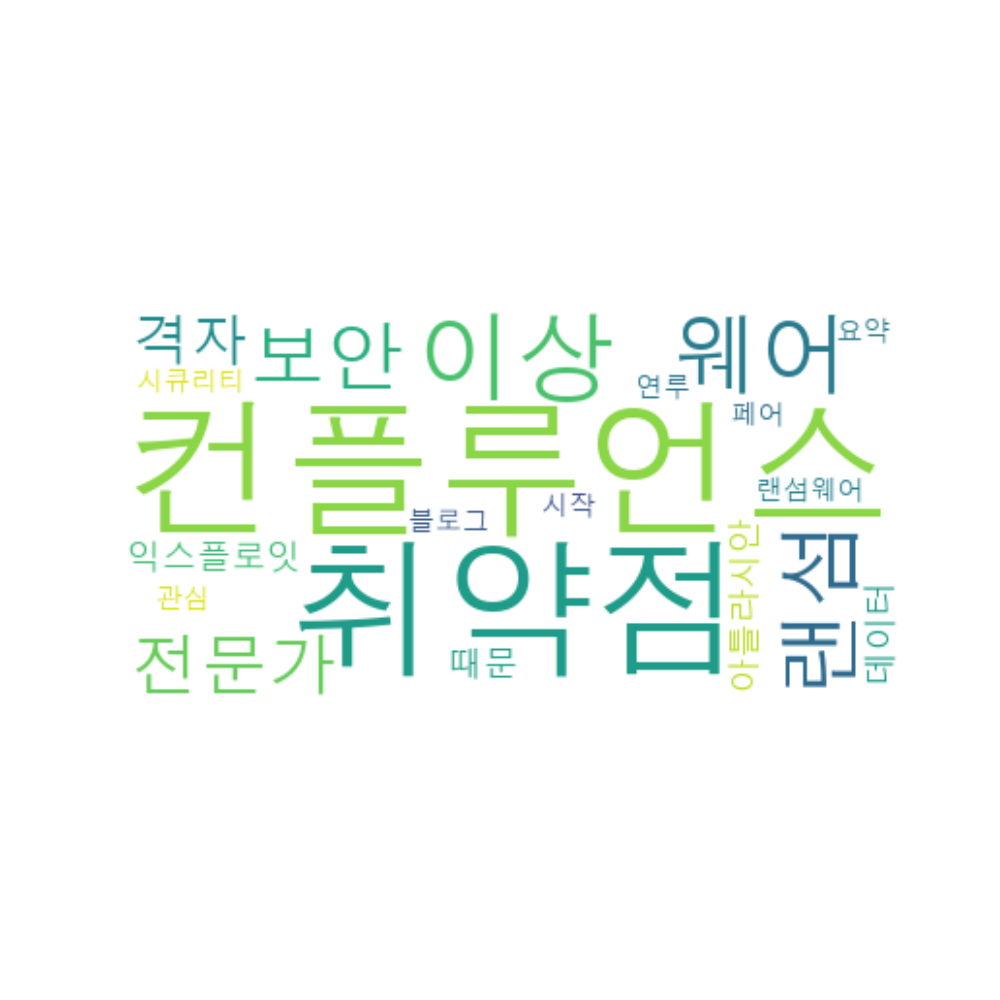 격자
보안
이상
웨어
요약
시큐리티
연루
페어
컨플루언스
랜섬웨어
블로그
시작
익스플로잇
취약점
아틀라시안
랜섬
데이터
관심
전문가
때문